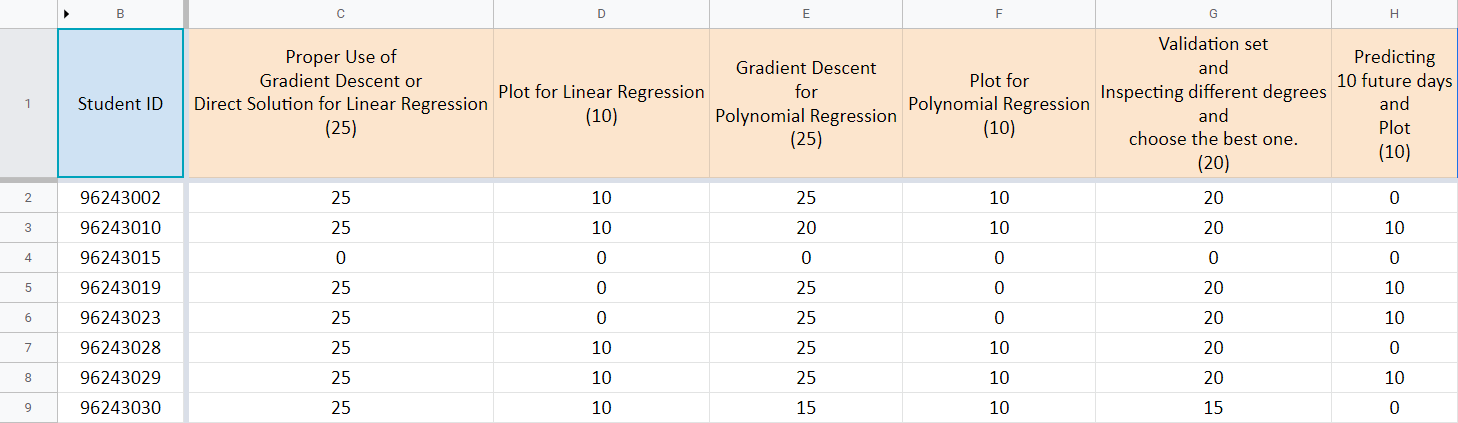 B C D E F G H
1
Student ID
Proper Use of
Gradient Descent or
Direct Solution for Linear Regression
(25)
Plot for Linear Regression
(10)
Gradient Descent
for
Polynomial Regression
(25)
Plot for
Polynomial Regression
(10)
Validation set
and
Inspecting different degrees
and
choose the best one.
(20)
Predicting
10 future days
and
Plot
(10)
2 96243002 25 10 25 10 20 0
3 96243010 25 10 20 10 20 10
4 96243015 0 0 0 0 0 0
5 96243019 25 0 25 0 20 10
6 96243023 25 0 25 0 20 10
7 96243028 25 10 25 10 20 0
8 96243029 25 10 25 10 20 10
9 96243030 25 10 15 10 15 0